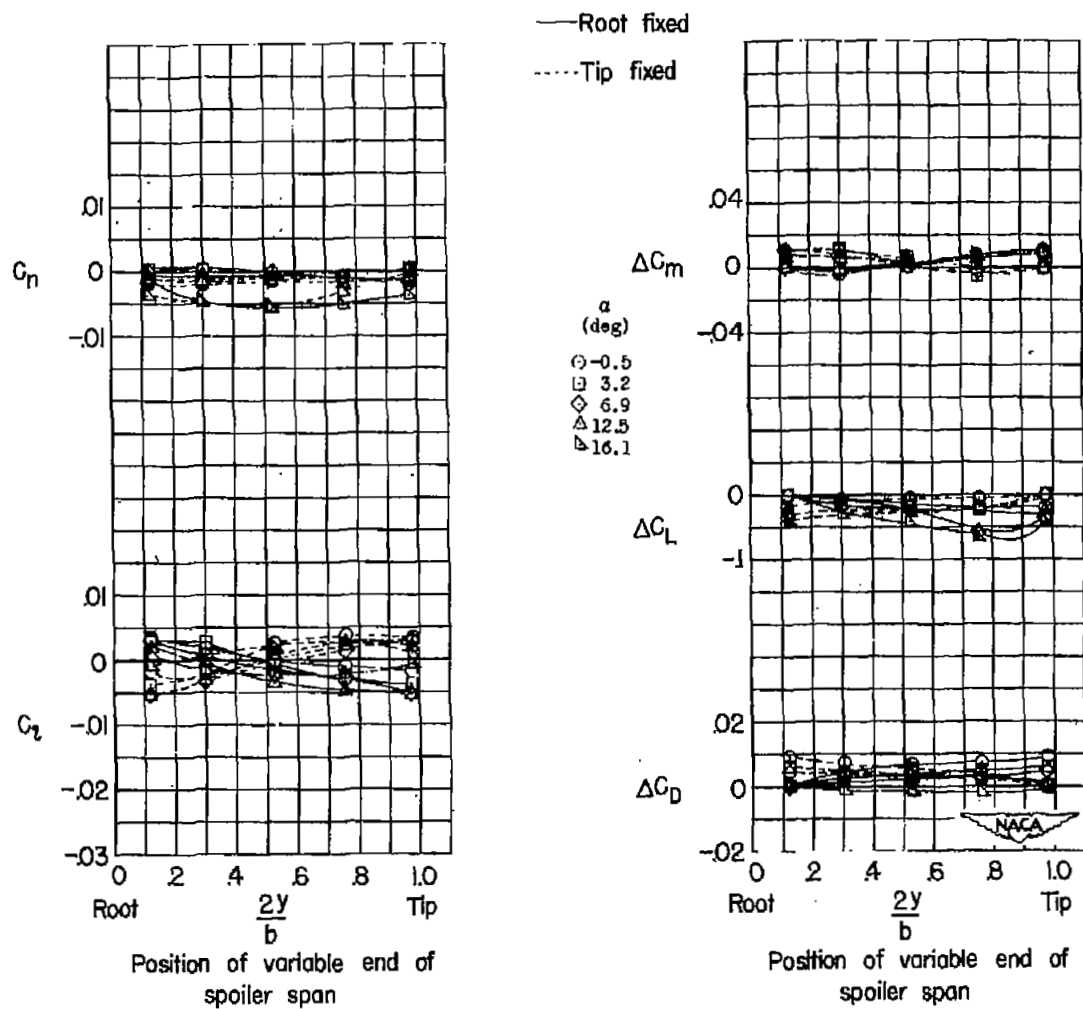 Root fixed
Tip fixed
.01
0
-.01
Cn
.01
0
-.01
-.02
-.03
Cl
0 .2 .4 .6 .8 1.0
Root 2y/b Tip
Position of variable end of
spoiler span
α
(deg)
-0.5
3.2
6.9
12.5
16.1
.04
0
-.04
ΔCm
0
-.1
ΔCL
.02
0
-.02
ΔCD
NACA
0 .2 .4 .6 .8 1.0
Root 2y/b Tip
Position of variable end of
spoiler span